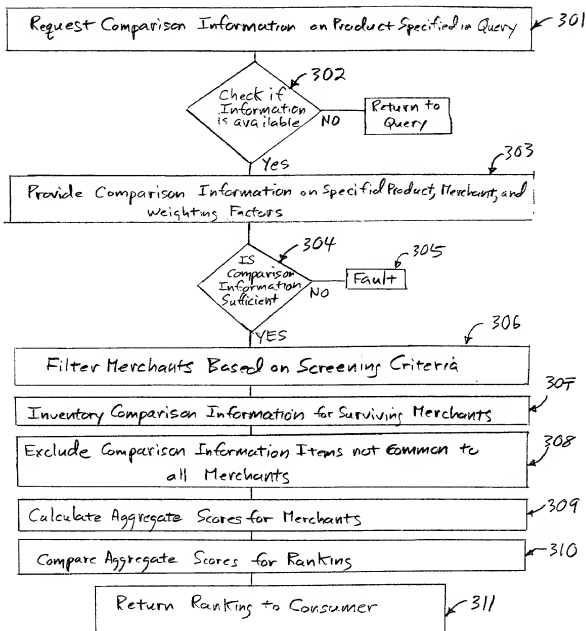 Request Comparison Information on Product Specified in Query
301
302
Check if
Information
is available
NO
Return to
Query
Yes
303
Provide Comparison Information on Specifid Product, Merchant, and
Weighting Factors
304
Is
Comparison
Information
Sufficient
NO
305
Fault
YES
306
Filter Merchants Based on Screening Criteria
307
Inventory Comparison Information for Surviving Merchants
Exclude Comparison Information Items not Common to
all Merchants
308
Calculate Aggregate Scores for Merchants
309
Compare Aggregate Scores for Ranking
310
Return Ranking to Consumer
311